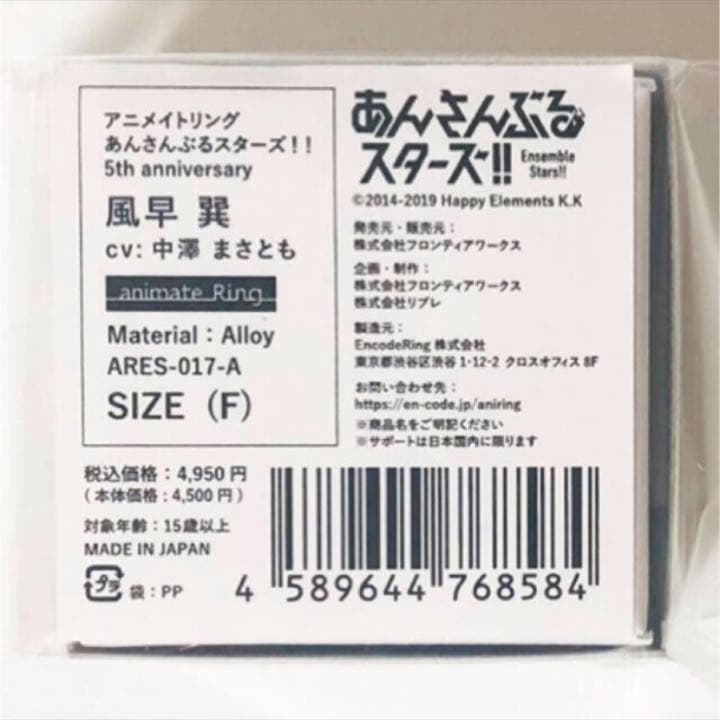 アニメイトリング
あんさんぶるスターズ！！
5th anniversary
風早 巽
cv: 中澤 まさとも
animate Ring
Material：Alloy
ARES-017-A
SIZE（F）
あんさんぶる
スターズ!!
Ensemble
Stars!!
©2014-2019 Happy Elements K.K
発売元・販売元：
株式会社フロンティアワークス
企画・制作：
株式会社フロンティアワークス
株式会社リブレ
製造元：
EncodeRing 株式会社
東京都渋谷区渋谷 1-12-2 クロスオフィス 8F
お問い合わせ先：
https://en-code.jp/aniring
※商品名をご明記ください
※サポートは日本国内に限ります
税込価格：4,950 円
（本体価格：4,500 円）
対象年齢：15歳以上
MADE IN JAPAN
プラ
袋：PP
4 589644 768584